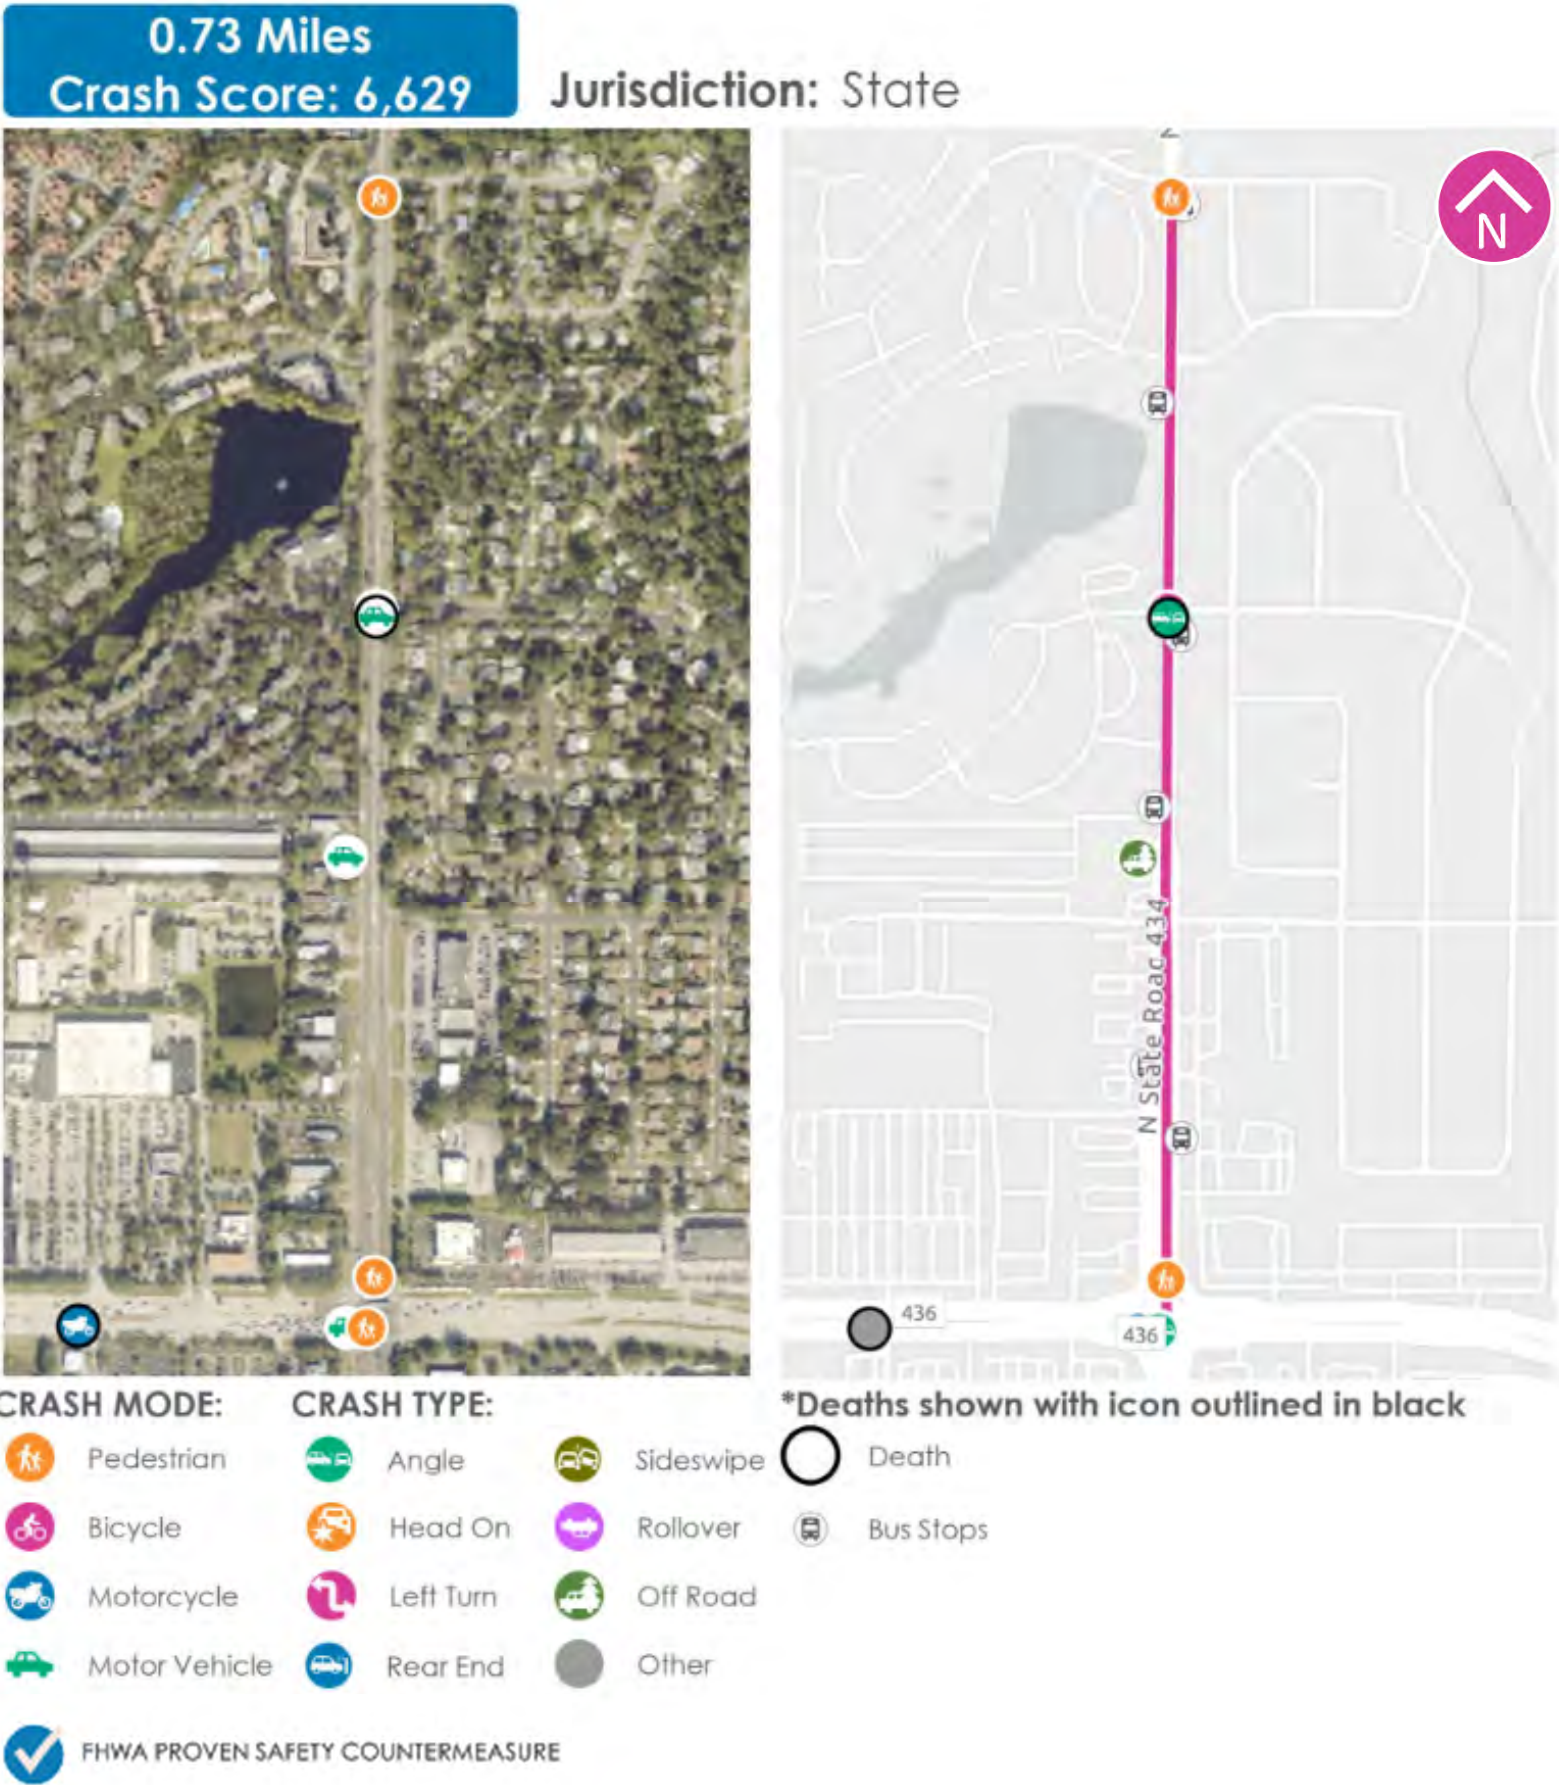 0.73 Miles
Crash Score: 6,629
Jurisdiction: State
N
N State Road 434
436
436
CRASH MODE:
Pedestrian
Bicycle
Motorcycle
Motor Vehicle
CRASH TYPE:
Angle
Head On
Left Turn
Rear End
Sideswipe
Rollover
Off Road
Other
*Deaths shown with icon outlined in black
Death
Bus Stops
FHWA PROVEN SAFETY COUNTERMEASURE